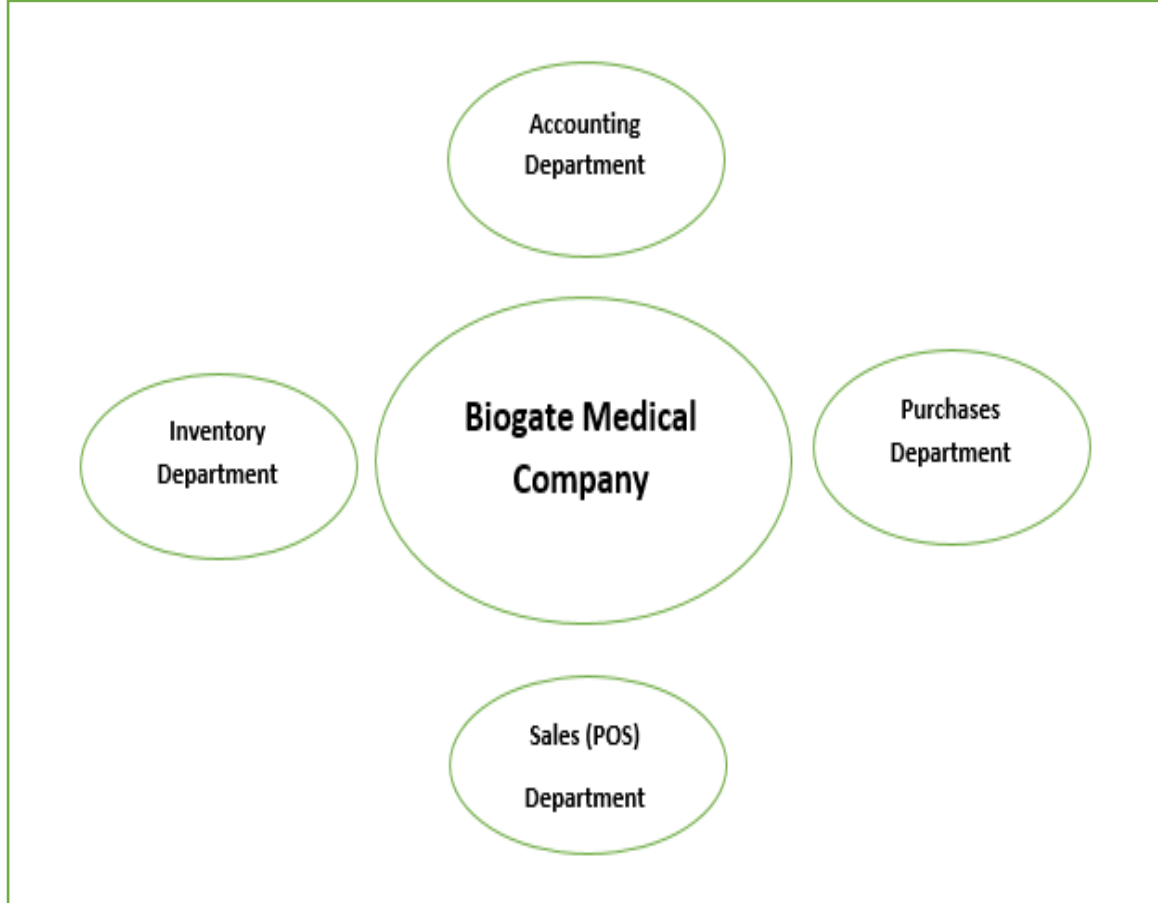 Accounting
Department
Biogate Medical
Company
Inventory
Department
Purchases
Department
Sales (POS)
Department